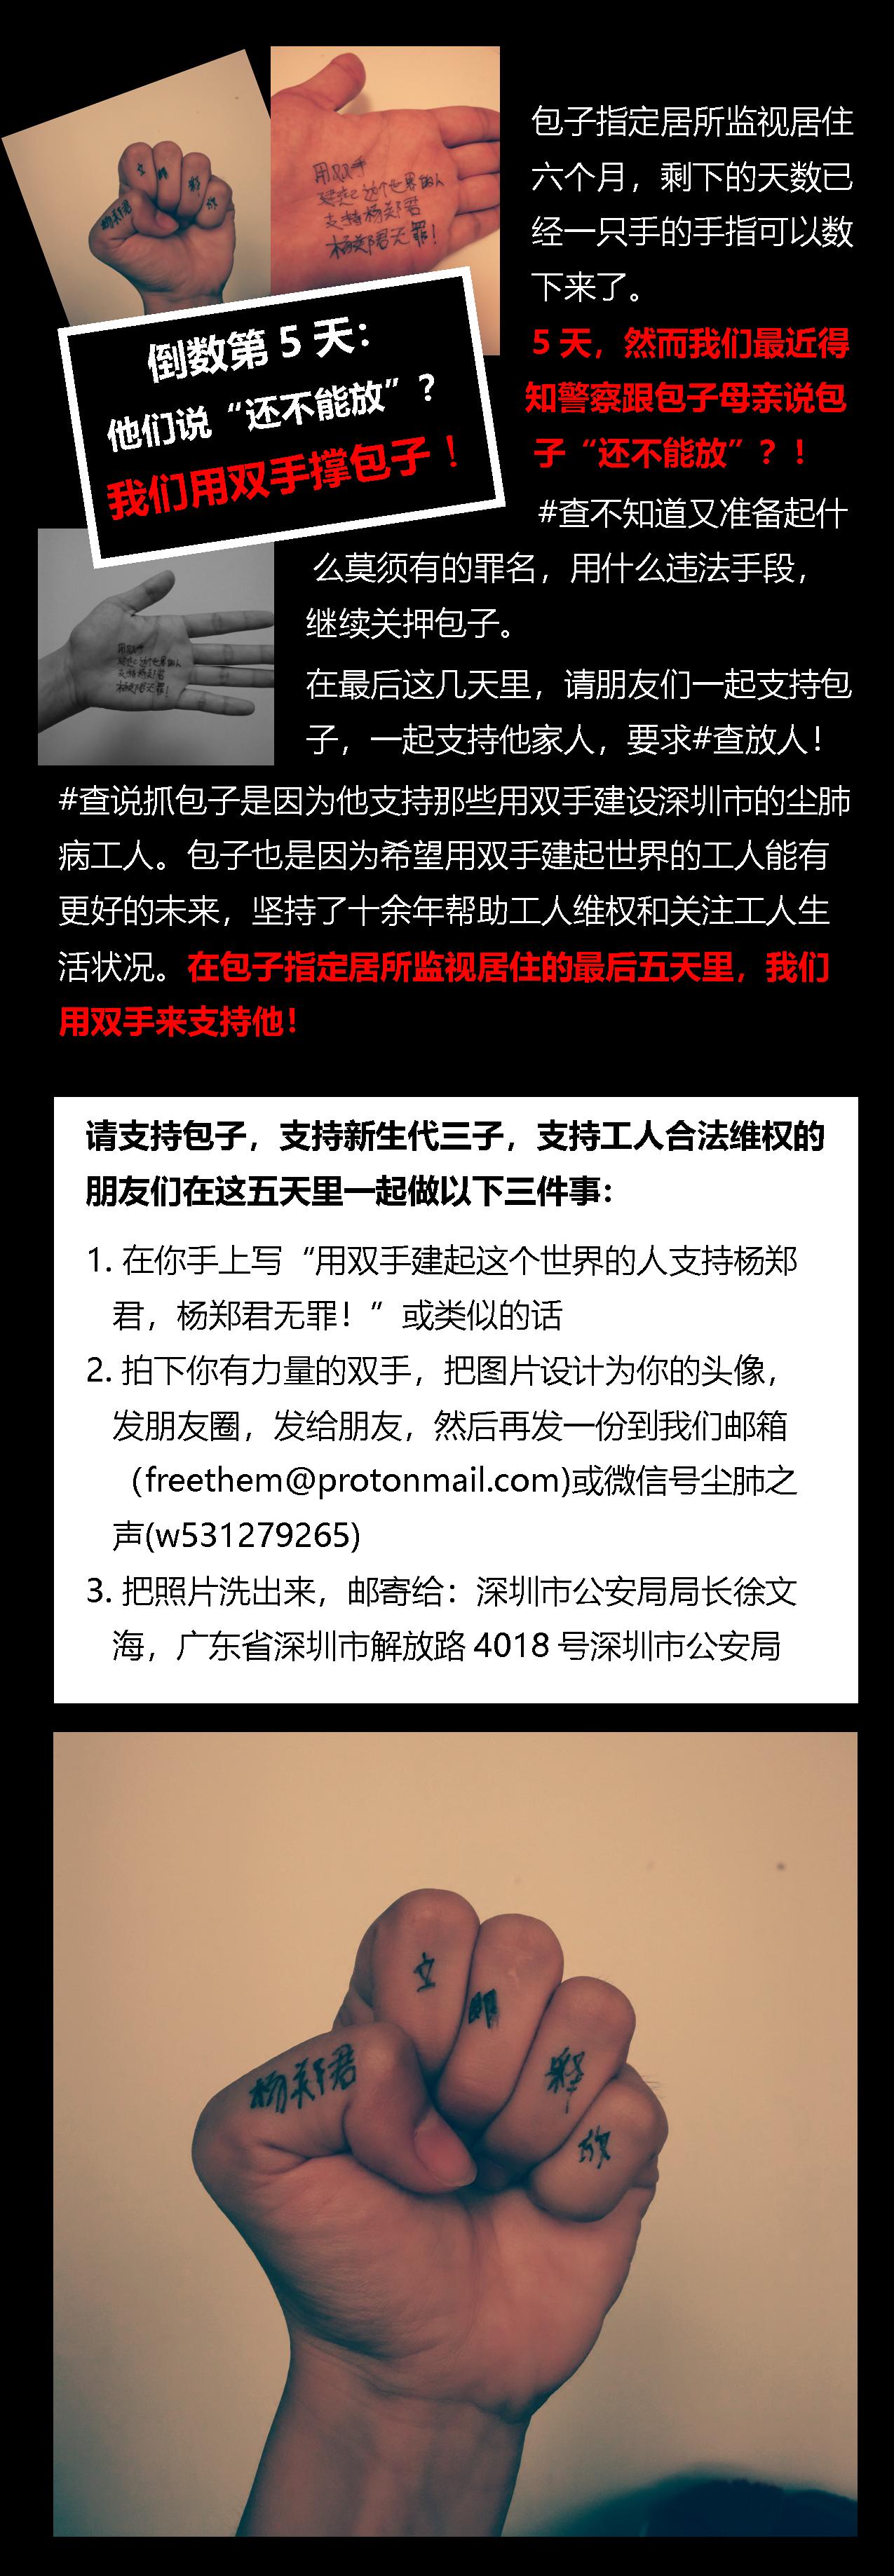 立
即
释
放
杨郑君
用双手
建起这个世界的人
支持杨郑君
杨郑君无罪!
倒数第 5 天：
他们说“还不能放”？
我们用双手撑包子！
包子指定居所监视居住
六个月，剩下的天数已
经一只手的手指可以数
下来了。
5 天，然而我们最近得
知警察跟包子母亲说包
子“还不能放”？！
#查不知道又准备起什
么莫须有的罪名，用什么违法手段，
继续关押包子。
用双手
建起这个世界的人
支持杨郑君
杨郑君无罪!
在最后这几天里，请朋友们一起支持包
子，一起支持他家人，要求#查放人！
#查说抓包子是因为他支持那些用双手建设深圳市的尘肺
病工人。包子也是因为希望用双手建起世界的工人能有
更好的未来，坚持了十余年帮助工人维权和关注工人生
活状况。在包子指定居所监视居住的最后五天里，我们
用双手来支持他！
请支持包子，支持新生代三子，支持工人合法维权的
朋友们在这五天里一起做以下三件事：
1. 在你手上写“用双手建起这个世界的人支持杨郑
君，杨郑君无罪！”或类似的话
2. 拍下你有力量的双手，把图片设计为你的头像，
发朋友圈，发给朋友，然后再发一份到我们邮箱
（freethem@protonmail.com)或微信号尘肺之
声(w531279265)
3. 把照片洗出来，邮寄给：深圳市公安局局长徐文
海，广东省深圳市解放路 4018 号深圳市公安局
立
即
释
放
杨郑君